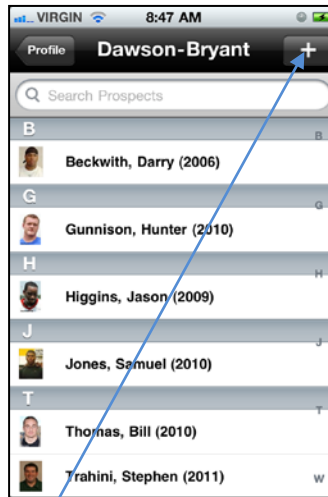 VIRGIN 8:47 AM
Profile Dawson-Bryant +
Search Prospects
B
B
Beckwith, Darry (2006)
G
G
Gunnison, Hunter (2010)
H
H
Higgins, Jason (2009)
J
J
Jones, Samuel (2010)
T
T
Thomas, Bill (2010)
Trahini, Stephen (2011)
W